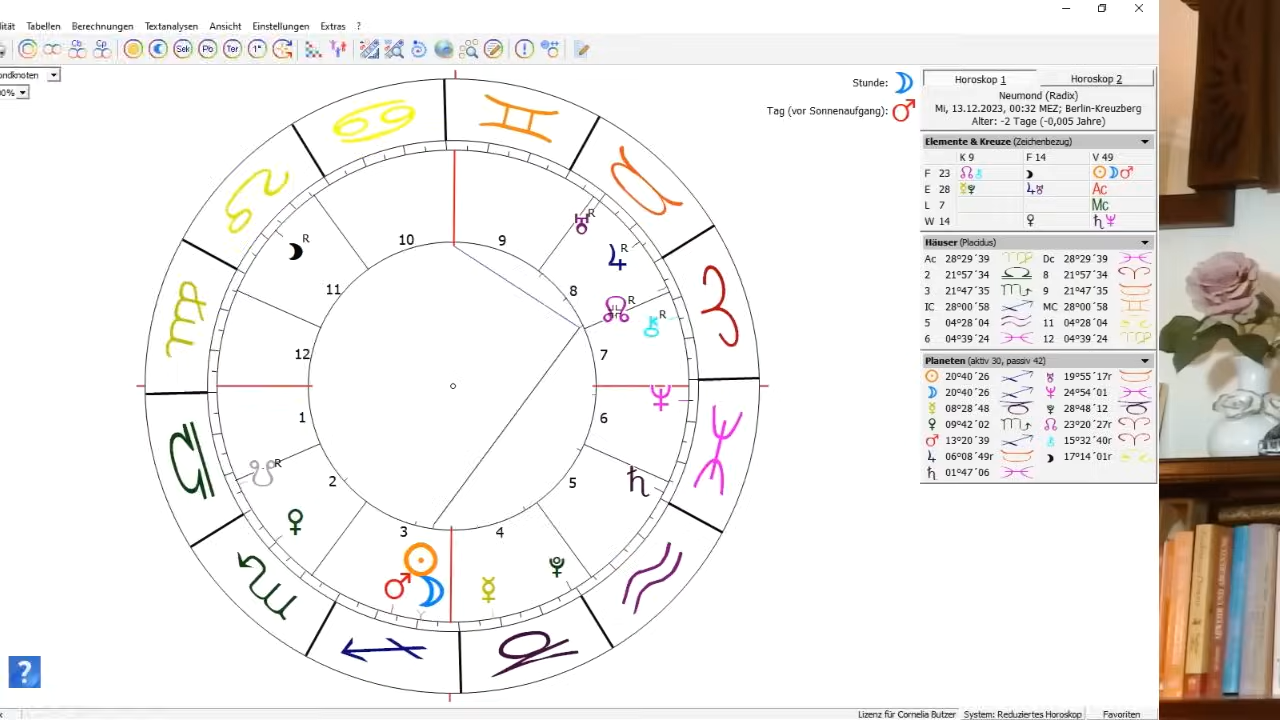 lität Tabellen Berechnungen Textanalysen Ansicht Einstellungen Extras ?
Cb Cp Sek Pb Ter 1°
ondknoten
0%
Stunde:
Tag (vor Sonnenaufgang):
Horoskop 1 Horoskop 2
Neumond (Radix)
Mi, 13.12.2023, 00:32 MEZ; Berlin-Kreuzberg
Alter: -2 Tage (-0,005 Jahre)
Elemente & Kreuze (Zeichenbezug)
K 9 F 14 V 49
F 23
E 28 Ac
L 7 Mc
W 14
Häuser (Placidus)
Ac 28°29'39 Dc 28°29'39
2 21°57'34 8 21°57'34
3 21°47'35 9 21°47'35
IC 28°00'58 MC 28°00'58
5 04°28'04 11 04°28'04
6 04°39'24 12 04°39'24
Planeten (aktiv 30, passiv 42)
20°40'26 19°55'17r
20°40'26 24°54'01
08°28'48 28°48'12
09°42'02 23°20'27r
13°20'39 15°32'40r
06°08'49r 17°14'01r
01°47'06
10 9
R
R
R
11 8
R
R
12 7
1 6
R
2 5
3 4
?
Lizenz für Cornelia Butzer System: Reduziertes Horoskop Favoriten